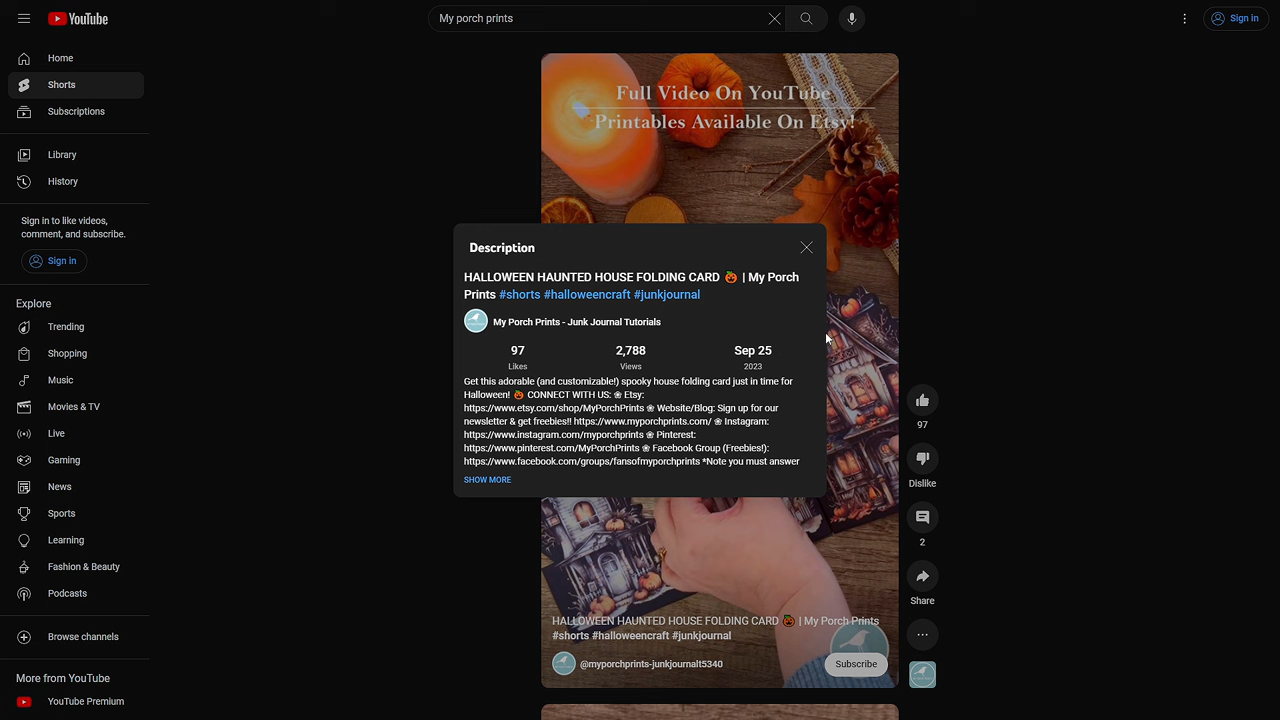 YouTube
My porch prints
Sign in
Home
Shorts
Subscriptions
Library
History
Sign in to like videos,
comment, and subscribe.
Sign in
Explore
Trending
Shopping
Music
Movies & TV
Live
Gaming
News
Sports
Learning
Fashion & Beauty
Podcasts
Browse channels
More from YouTube
YouTube Premium
Full Video On YouTube
Printables Available On Etsy!
Description
HALLOWEEN HAUNTED HOUSE FOLDING CARD 🎃 | My Porch
Prints #shorts #halloweencraft #junkjournal
My Porch Prints - Junk Journal Tutorials
97 2,788 Sep 25
Likes Views 2023
Get this adorable (and customizable!) spooky house folding card just in time for
Halloween! 🎃 CONNECT WITH US: ❀ Etsy:
https://www.etsy.com/shop/MyPorchPrints ❀ Website/Blog: Sign up for our
newsletter & get freebies!! https://www.myporchprints.com/ ❀ Instagram:
https://www.instagram.com/myporchprints ❀ Pinterest:
https://www.pinterest.com/MyPorchPrints ❀ Facebook Group (Freebies!):
https://www.facebook.com/groups/fansofmyporchprints *Note you must answer
SHOW MORE
HALLOWEEN HAUNTED HOUSE FOLDING CARD 🎃 | My Porch Prints
#shorts #halloweencraft #junkjournal
@myporchprints-junkjournalt5340
Subscribe
97
Dislike
2
Share